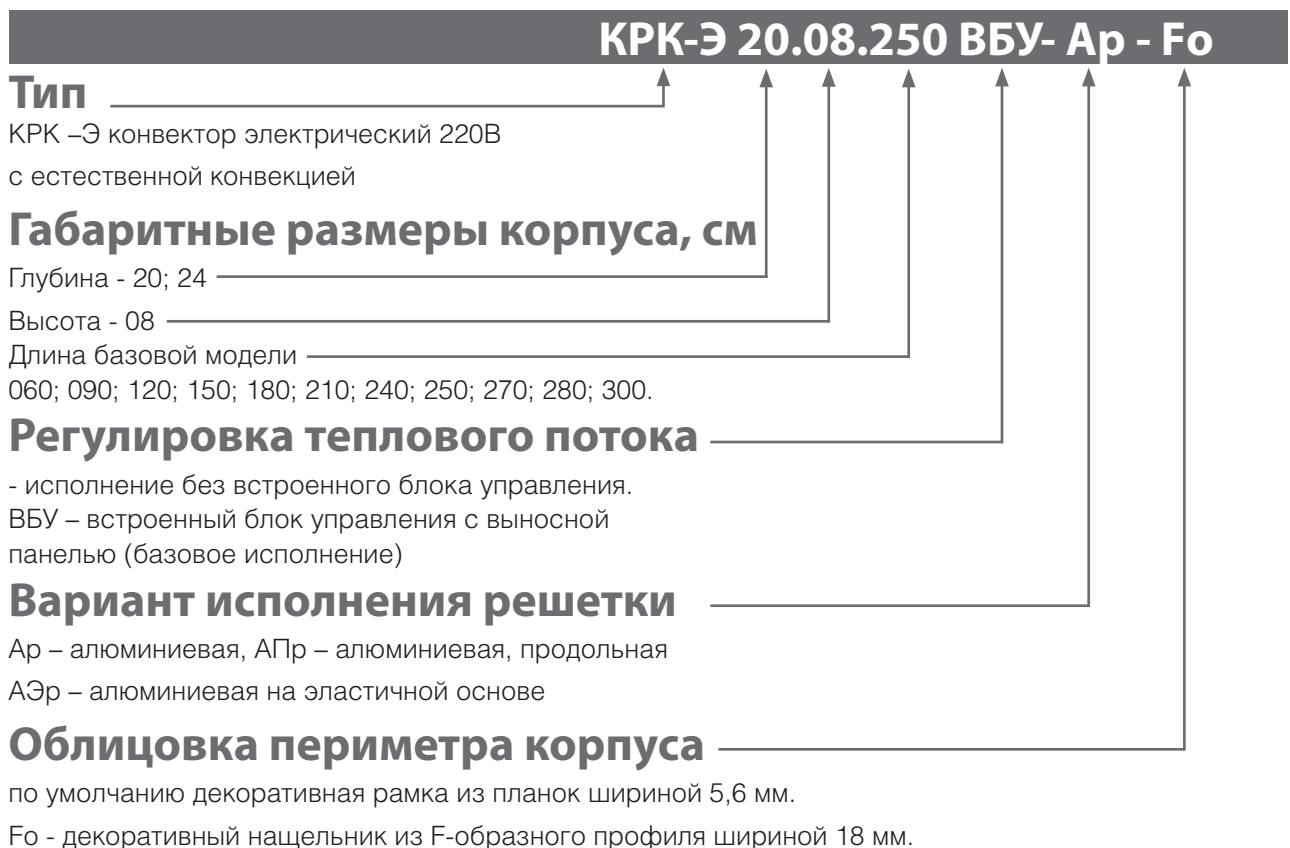 КРК-Э 20.08.250 ВБУ- Ар - Fo
Тип
КРК –Э конвектор электрический 220В
с естественной конвекцией
Габаритные размеры корпуса, см
Глубина - 20; 24
Высота - 08
Длина базовой модели
060; 090; 120; 150; 180; 210; 240; 250; 270; 280; 300.
Регулировка теплового потока
- исполнение без встроенного блока управления.
ВБУ – встроенный блок управления с выносной
панелью (базовое исполнение)
Вариант исполнения решетки
Ар – алюминиевая, АПр – алюминиевая, продольная
АЭр – алюминиевая на эластичной основе
Облицовка периметра корпуса
по умолчанию декоративная рамка из планок шириной 5,6 мм.
Fo - декоративный нащельник из F-образного профиля шириной 18 мм.